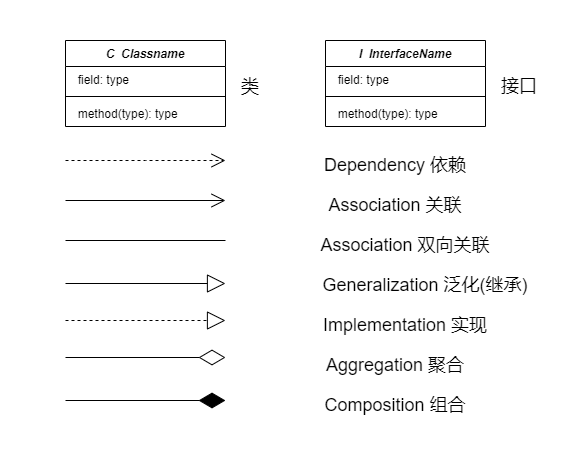 C Classname
field: type
method(type): type
类
I InterfaceName
field: type
method(type): type
接口
Dependency 依赖
Association 关联
Association 双向关联
Generalization 泛化(继承)
Implementation 实现
Aggregation 聚合
Composition 组合